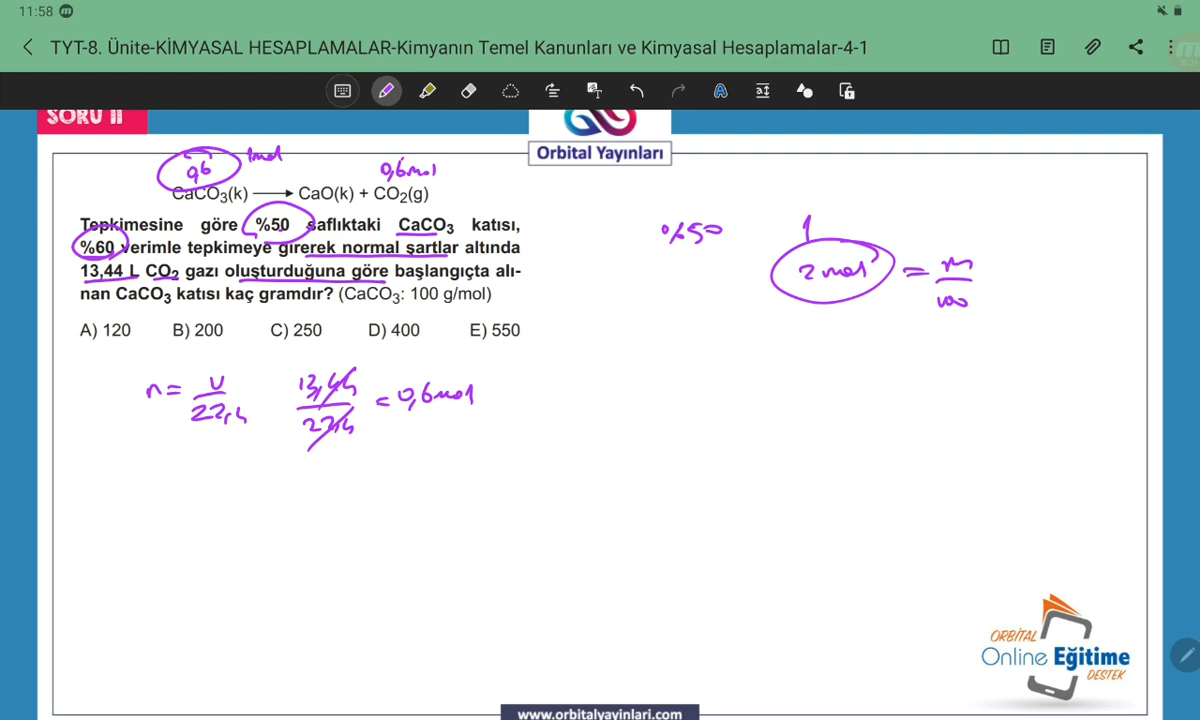 11:58
TYT-8. Ünite-KİMYASAL HESAPLAMALAR-Kimyanın Temel Kanunları ve Kimyasal Hesaplamalar-4-1
SORU 11
Orbital Yayınları
0,6 1mol 0,6mol
CaCO₃(k) ⟶ CaO(k) + CO₂(g)
Tepkimesine göre %50 saflıktaki CaCO₃ katısı,
%60 verimle tepkimeye girerek normal şartlar altında
13,44 L CO₂ gazı oluşturduğuna göre başlangıçta alı-
nan CaCO₃ katısı kaç gramdır? (CaCO₃: 100 g/mol)
A) 120 B) 200 C) 250 D) 400 E) 550
%50
1
2 mol = m/100
n = V/22,4 13,44/22,4 = 0,6mol
ORBİTAL
Online Eğitime
DESTEK
www.orbitalyayinlari.com